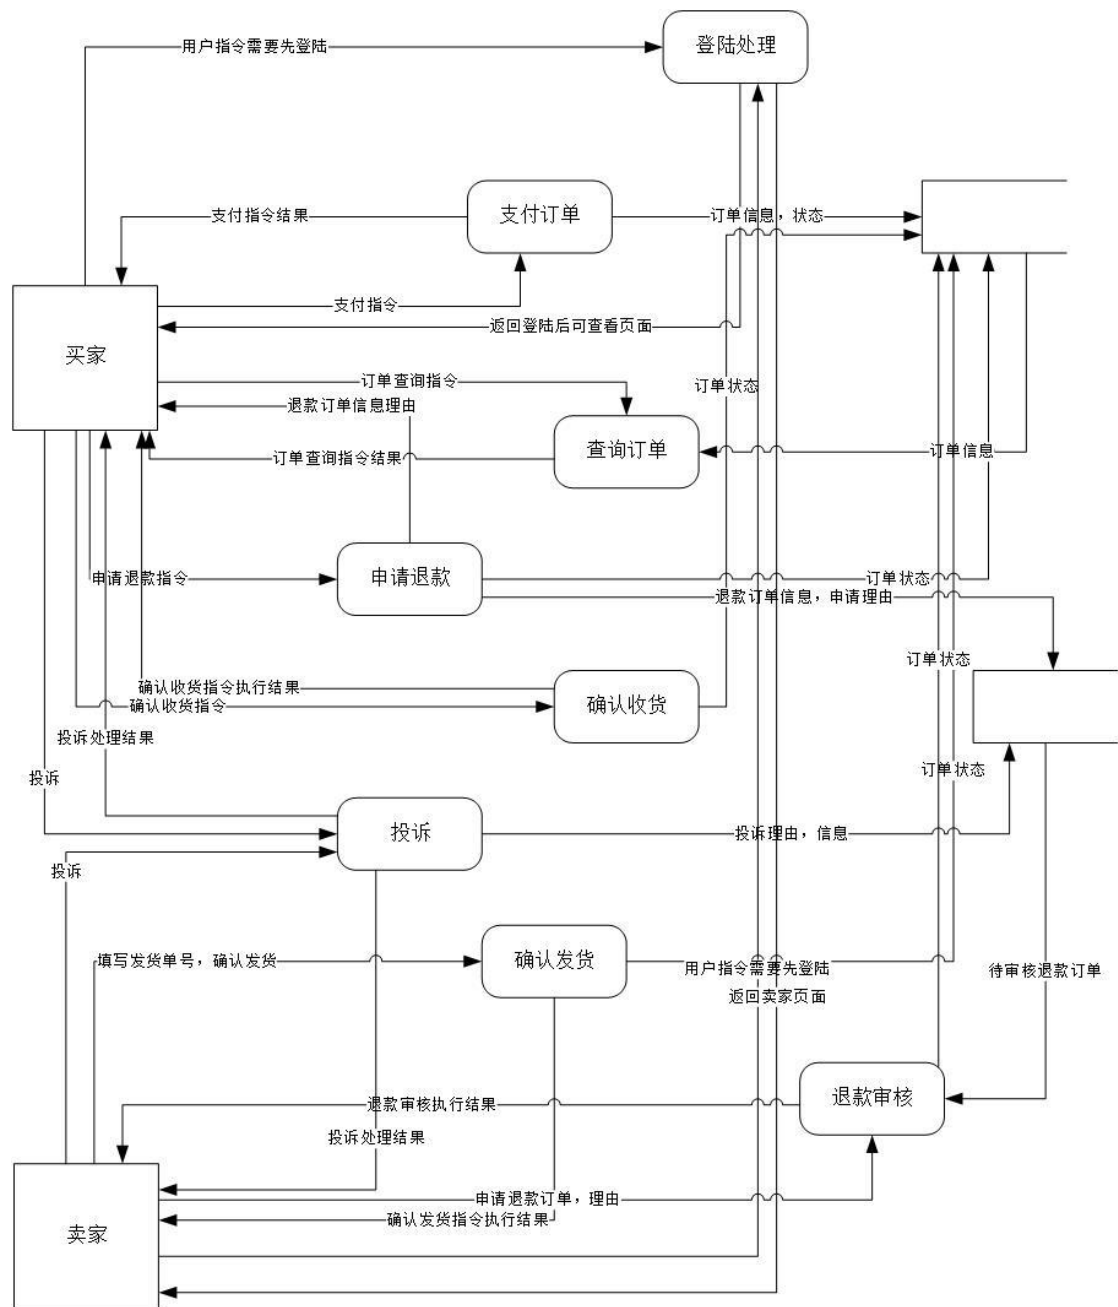 登陆处理
用户指令需要先登陆
支付订单
支付指令结果
订单信息，状态
支付指令
返回登陆后可查看页面
买家
订单查询指令
订单状态
退款订单信息理由
查询订单
订单查询指令结果
订单信息
申请退款
申请退款指令
订单状态
退款订单信息，申请理由
订单状态
确认收货指令执行结果
确认收货指令
确认收货
投诉处理结果
投诉
订单状态
投诉
投诉理由，信息
投诉
填写发货单号，确认发货
确认发货
用户指令需要先登陆
待审核退款订单
返回卖家页面
退款审核
退款审核执行结果
投诉处理结果
申请退款订单，理由
确认发货指令执行结果
卖家